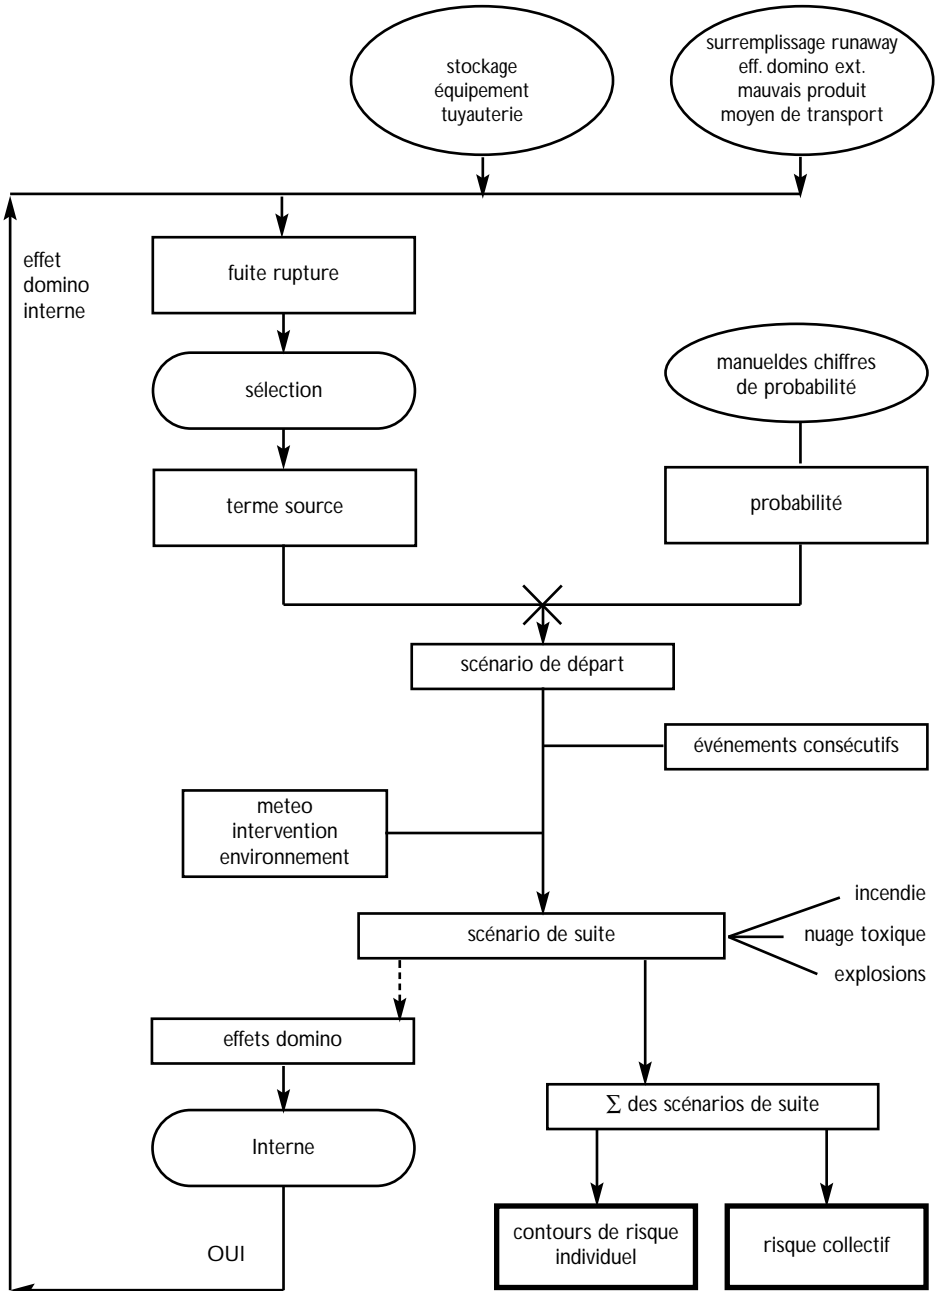 stockage
équipement
tuyauterie
surremplissage runaway
eff. domino ext.
mauvais produit
moyen de transport
effet
domino
interne
fuite rupture
sélection
manueldes chiffres
de probabilité
terme source
probabilité
scénario de départ
événements consécutifs
meteo
intervention
environnement
scénario de suite
incendie
nuage toxique
explosions
effets domino
Σ des scénarios de suite
Interne
OUI
contours de risque
individuel
risque collectif